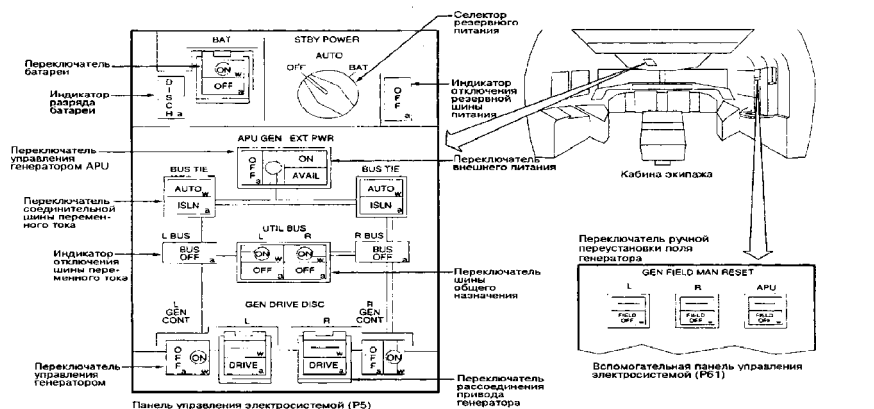 Селектор
резервного
питания
BAT
STBY POWER
AUTO
OFF
BAT
Переключатель
батареи
ON
w
OFF
a
Индикатор
разряда
батареи
D
I
S
C
H a
O
F
F
a
Индикатор
отключения
резервной
шины
питания
Переключатель
управления
генератором APU
APU GEN EXT PWR
O
F
F
a
ON
w
AVAIL
Переключатель
внешнего питания
Кабина экипажа
BUS TIE
BUS TIE
AUTO
w
ISLN
a
AUTO
w
ISLN
a
Переключатель
соединительной
шины перемен-
ного тока
UTIL BUS
L BUS
L
R
R BUS
BUS
OFF a
ON
w
OFF
a
ON
w
OFF
a
BUS
OFF a
Индикатор
отключения
шины пере-
менного тока
Переключатель
шины
общего
назначения
L
GEN
CONT
GEN DRIVE DISC
L
R
R
GEN
CONT
O
F
F
a
ON
w
w
DRIVE
a
w
DRIVE
a
O
F
F
a
ON
w
Переключатель
управления
генератором
Переключатель
рассоединения
привода
генератора
Панель управления электросистемой (P5)
Переключатель ручной
переустановки поля
генератора
GEN FIELD MAN RESET
L
R
APU
FIELD
OFF w
FIELD
OFF w
FIELD
OFF w
Вспомогательная панель управления
электросистемой (P61)